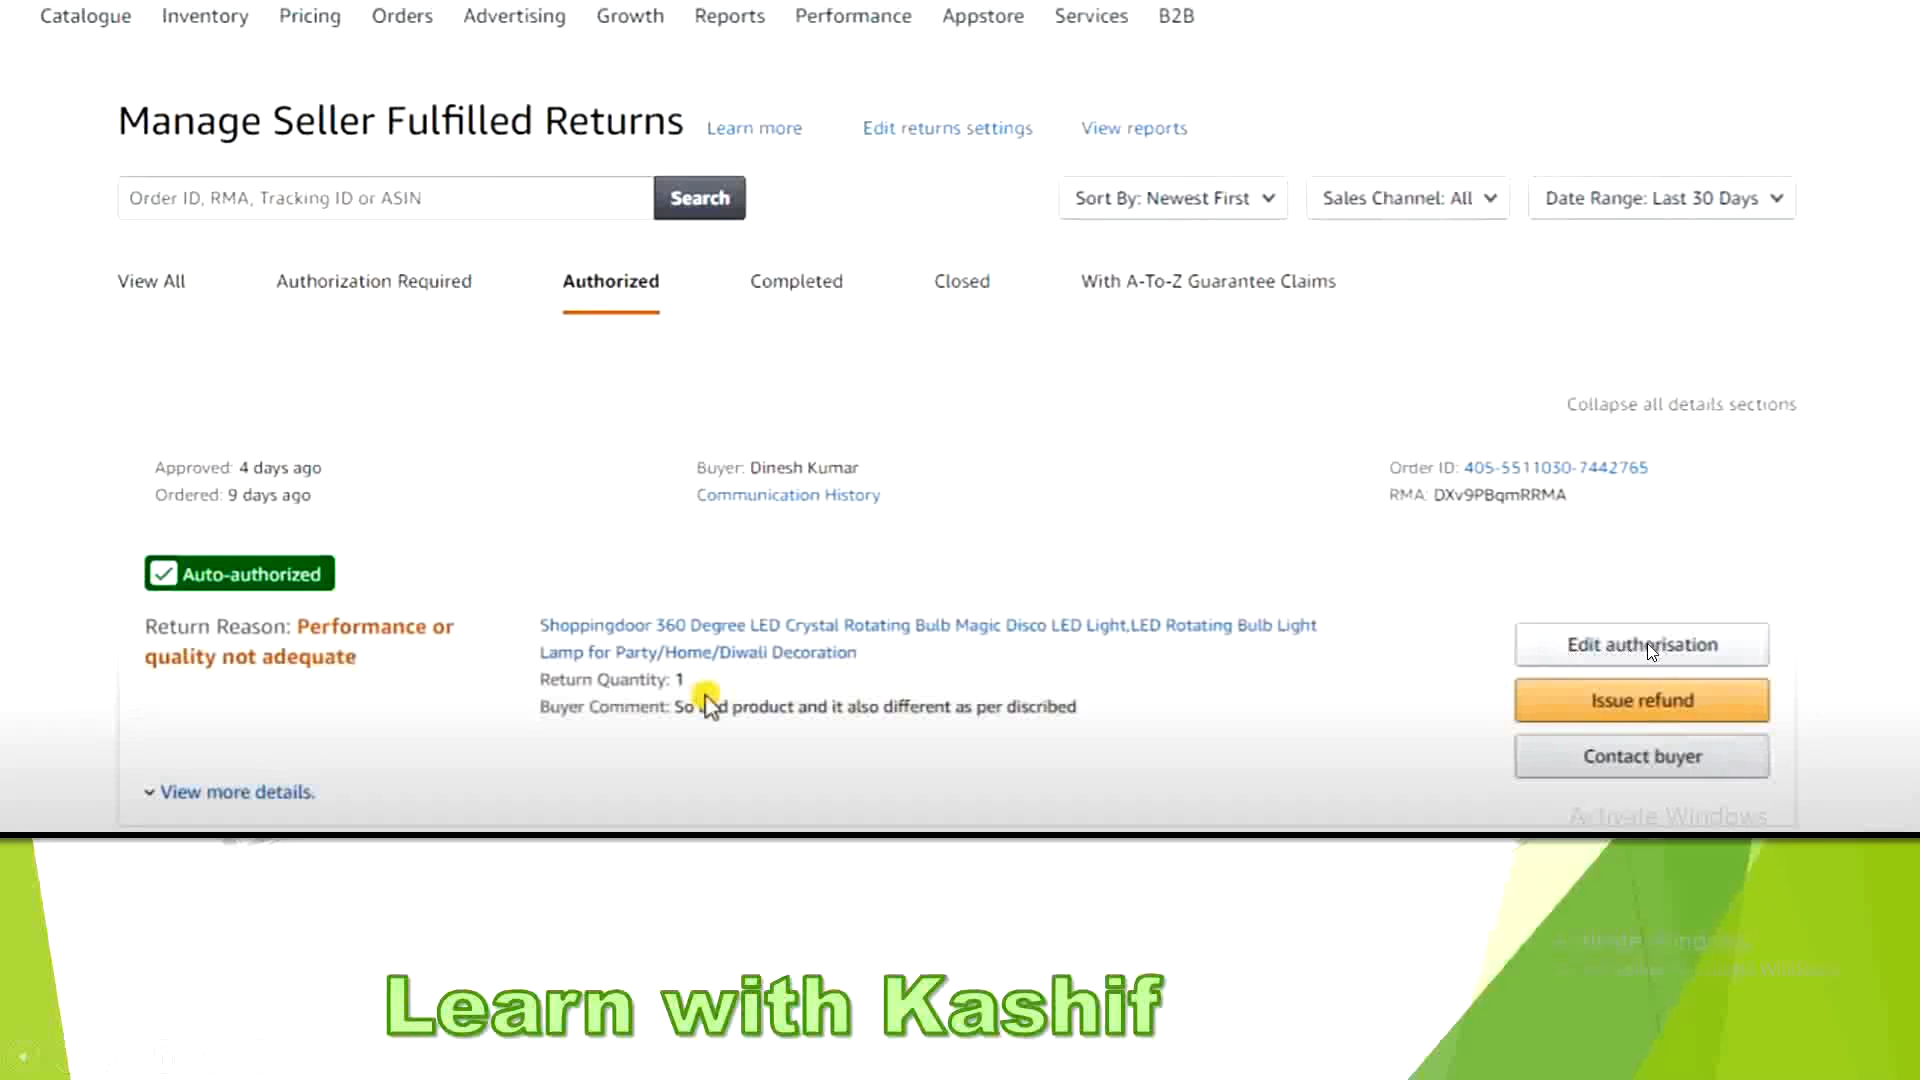 Catalogue Inventory Pricing Orders Advertising Growth Reports Performance Appstore Services B2B
Manage Seller Fulfilled Returns Learn more Edit returns settings View reports
Order ID, RMA, Tracking ID or ASIN Search Sort By: Newest First Sales Channel: All Date Range: Last 30 Days
View All Authorization Required Authorized Completed Closed With A-To-Z Guarantee Claims
Collapse all details sections
Approved: 4 days ago Buyer: Dinesh Kumar Order ID: 405-5511030-7442765
Ordered: 9 days ago Communication History RMA: DXv9PBqmRRMA
Auto-authorized
Return Reason: Performance or
quality not adequate
Shoppingdoor 360 Degree LED Crystal Rotating Bulb Magic Disco LED Light,LED Rotating Bulb Light
Lamp for Party/Home/Diwali Decoration
Return Quantity: 1
Buyer Comment: So product and it also different as per discribed
Edit authorisation
Issue refund
Contact buyer
View more details.
Activate Windows
Learn with Kashif